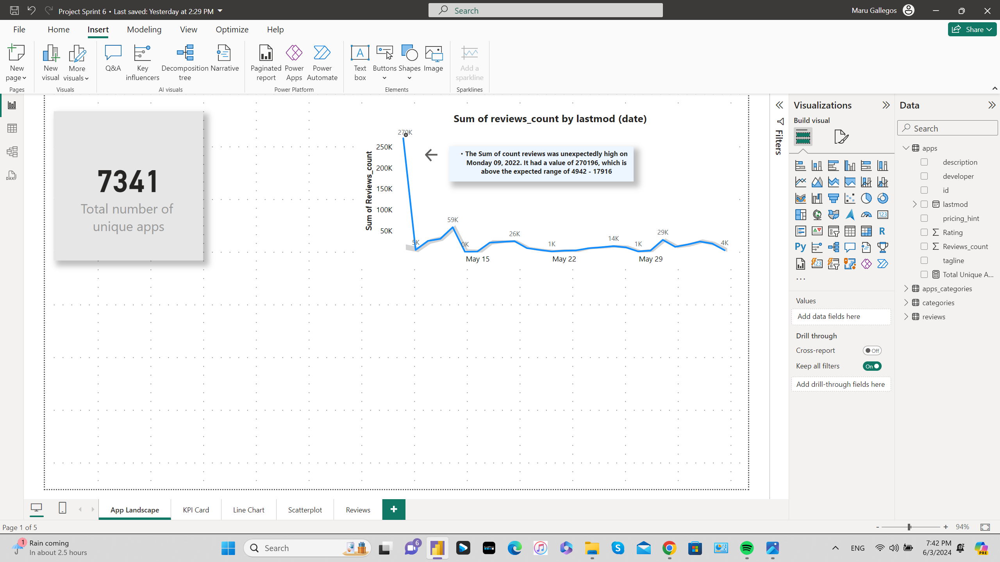 Project Sprint 6 • Last saved: Yesterday at 2:29 PM
Search
Maru Gallegos
File Home Insert Modeling View Optimize Help
Share
New page
New visual
More visuals
Q&A
Key influencers
Decomposition tree
Narrative
Paginated report
Power Apps
Power Automate
Text box
Buttons
Shapes
Image
Add a sparkline
Pages Visuals AI visuals Power Platform Elements Sparklines
7341
Total number of
unique apps
Sum of reviews_count by lastmod (date)
Sum of Reviews_count
250K
200K
150K
100K
50K
270K
5K
59K
0K
26K
1K
14K
1K
29K
4K
May 15
May 22
May 29
• The Sum of count reviews was unexpectedly high on
Monday 09, 2022. It had a value of 270196, which is
above the expected range of 4942 - 17916
Filters
Visualizations
Build visual
123
R
Py
123
Values
Add data fields here
Drill through
Cross-report
Off
Keep all filters
On
Add drill-through fields here
Data
Search
apps
description
developer
id
lastmod
pricing_hint
Rating
Reviews_count
tagline
Total Unique A...
apps_categories
categories
reviews
DAX
App Landscape KPI Card Line Chart Scatterplot Reviews
Page 1 of 5
- + 94%
1
Rain coming
In about 2.5 hours
Search
6
GoPro
S
ENG
7:42 PM
6/3/2024
PRE